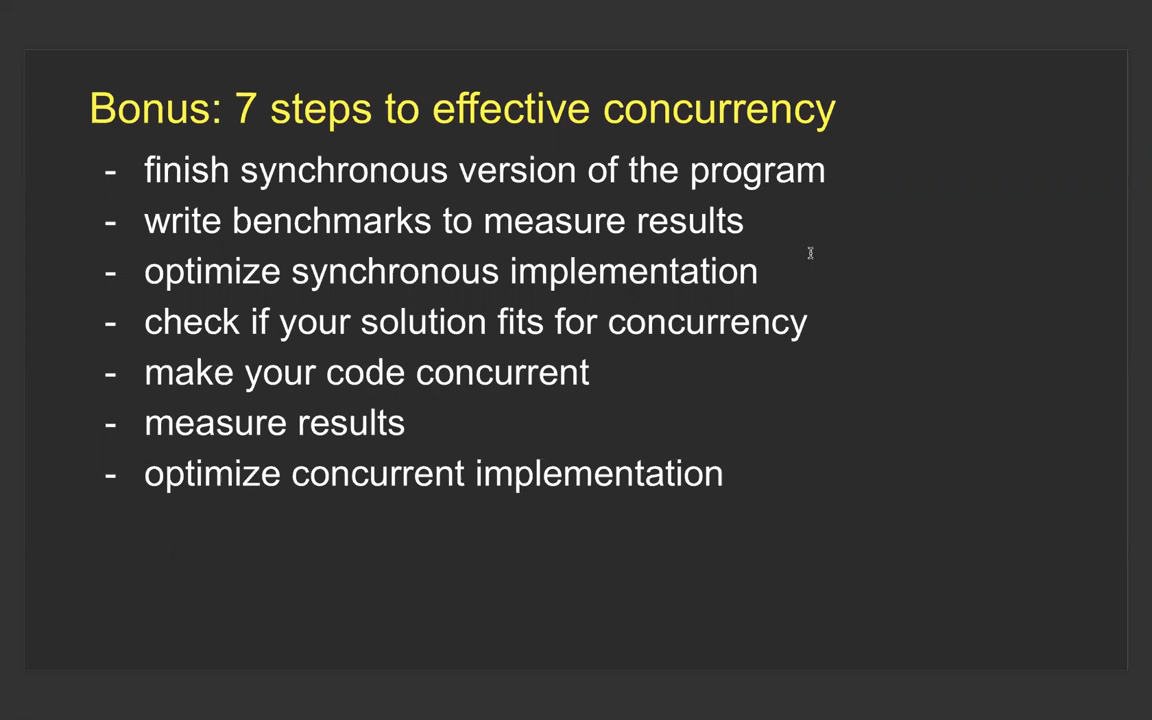 Bonus: 7 steps to effective concurrency
- finish synchronous version of the program
- write benchmarks to measure results
- optimize synchronous implementation
- check if your solution fits for concurrency
- make your code concurrent
- measure results
- optimize concurrent implementation